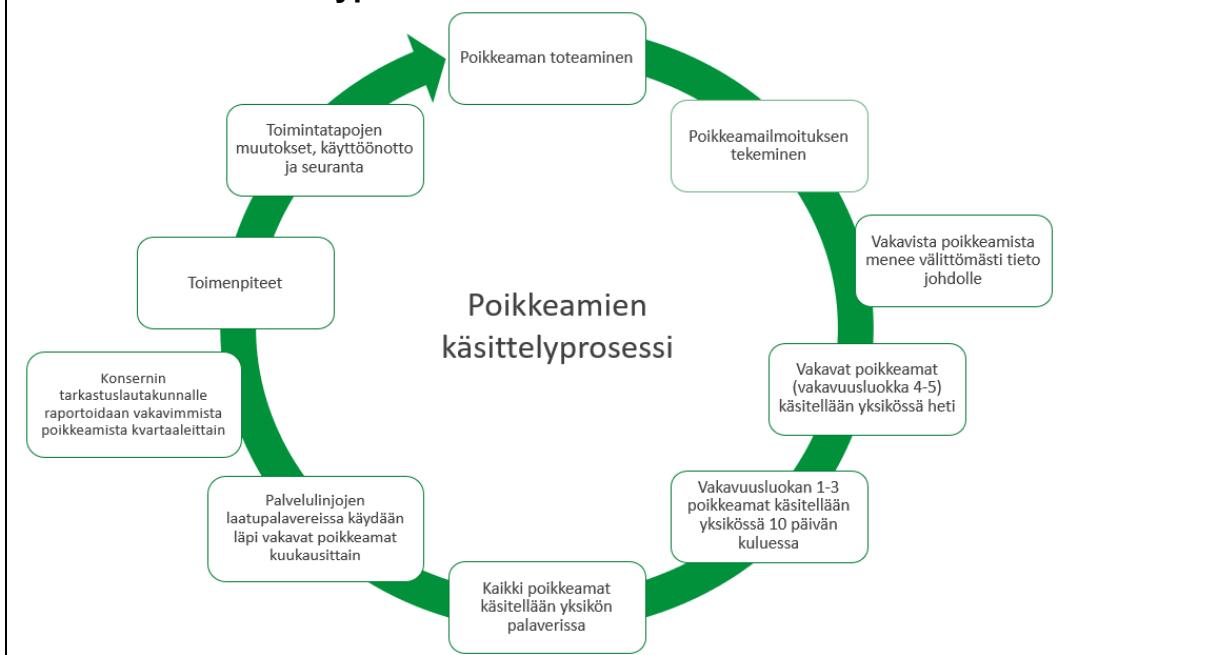 Poikkeaman toteaminen
Poikkeamailmoituksen
tekeminen
Vakavista poikkeamista
menee välittömästi tieto
johdolle
Vakavat poikkeamat
(vakavuusluokka 4-5)
käsitellään yksikössä heti
Vakavuusluokan 1-3
poikkeamat käsitellään
yksikössä 10 päivän
kuluessa
Kaikki poikkeamat
käsitellään yksikön
palaverissa
Palvelulinjojen
laatupalavereissa käydään
läpi vakavat poikkeamat
kuukausittain
Konsernin
tarkastuslautakunnalle
raportoidaan vakavimmista
poikkeamista kvartaaleittain
Toimenpiteet
Toimintatapojen
muutokset, käyttöönotto
ja seuranta
Poikkeamien
käsittelyprosessi